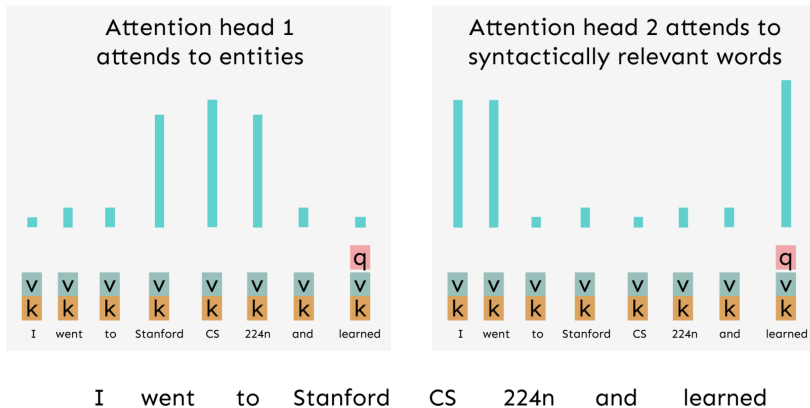 Attention head 1
attends to entities
q
v v v v v v v v
k k k k k k k k
I went to Stanford CS 224n and learned
Attention head 2 attends to
syntactically relevant words
q
v v v v v v v v
k k k k k k k k
I went to Stanford CS 224n and learned
I went to Stanford CS 224n and learned